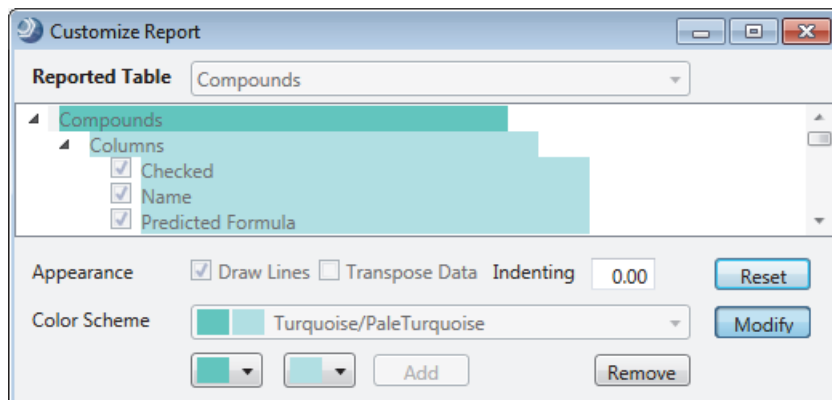 Customize Report
Reported Table Compounds
Compounds
Columns
Checked
Name
Predicted Formula
Appearance Draw Lines Transpose Data Indenting 0.00 Reset
Color Scheme Turquoise/PaleTurquoise Modify
Add Remove